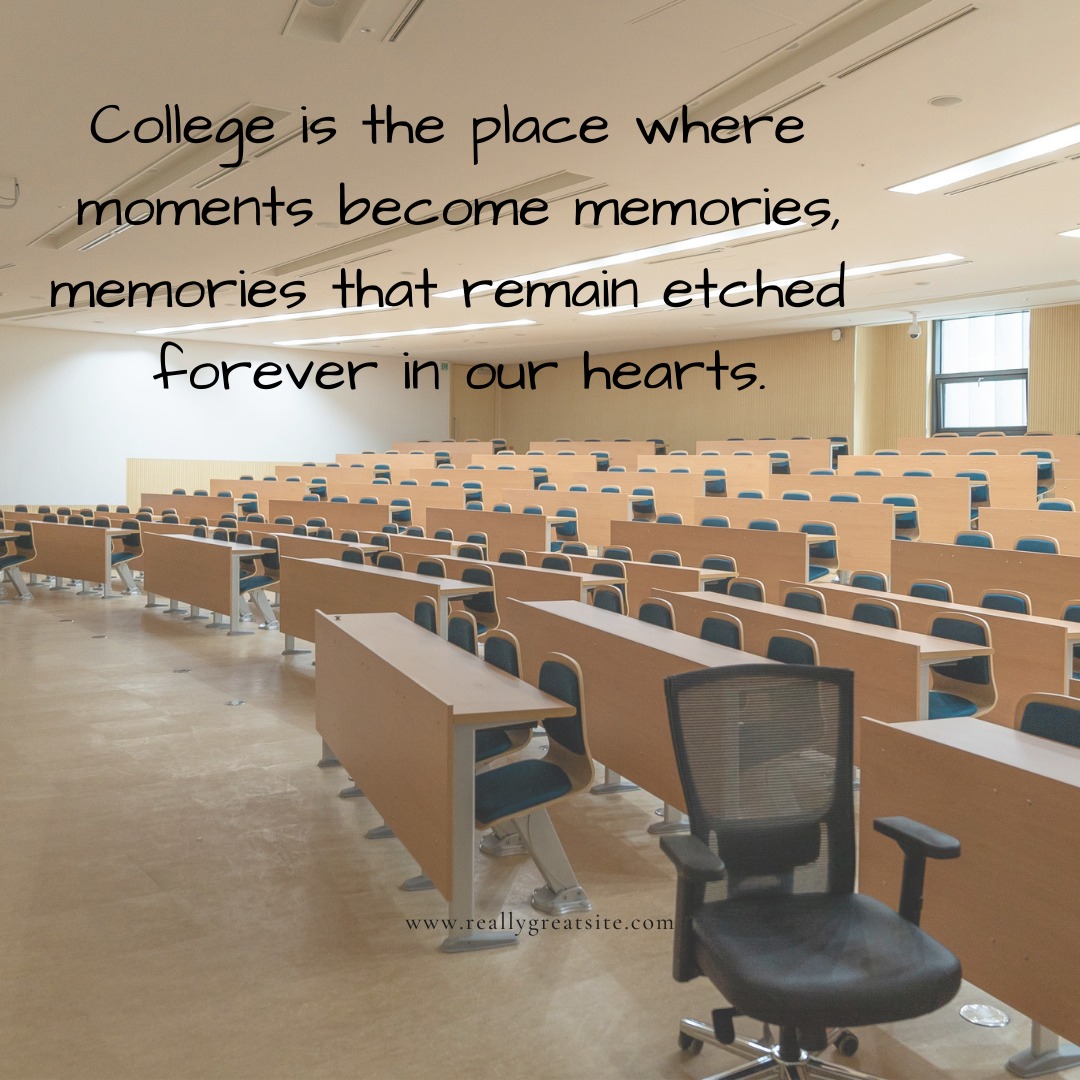 College is the place where
moments become memories,
memories that remain etched
forever in our hearts.
www.reallygreatsite.com